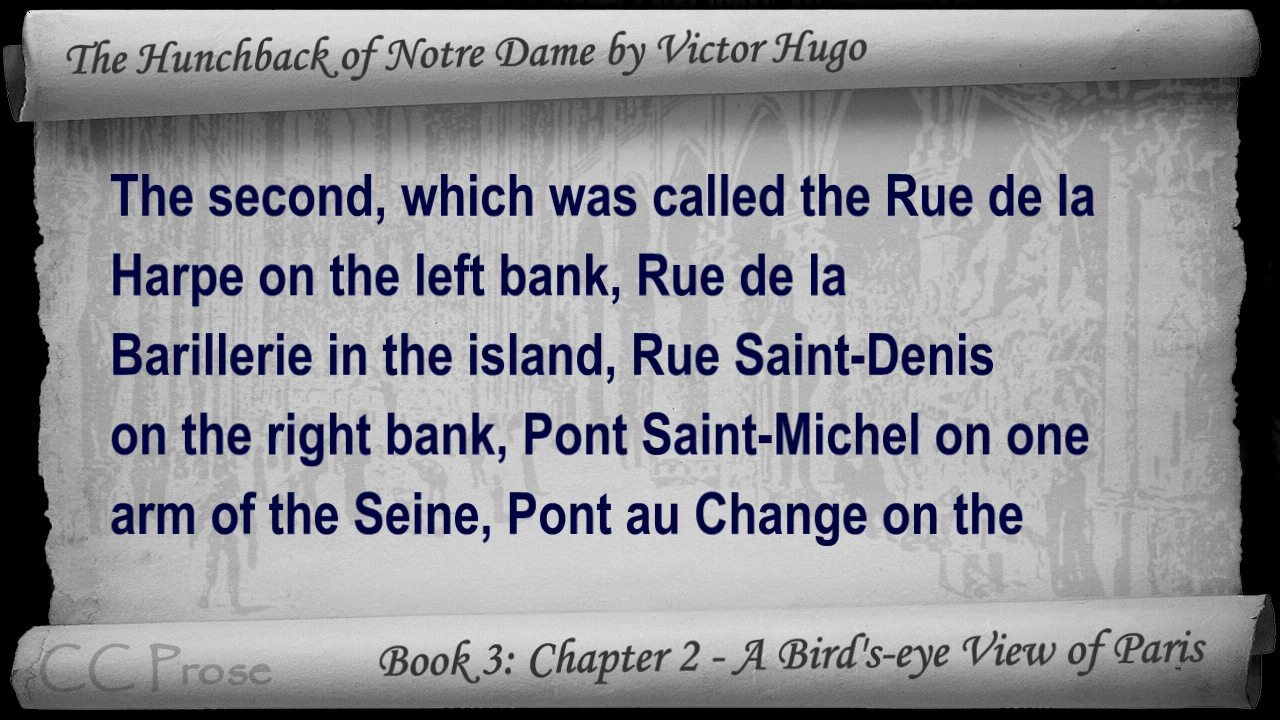 The Hunchback of Notre Dame by Victor Hugo
The second, which was called the Rue de la
Harpe on the left bank, Rue de la
Barillerie in the island, Rue Saint-Denis
on the right bank, Pont Saint-Michel on one
arm of the Seine, Pont au Change on the
CC Prose
Book 3: Chapter 2 - A Bird's-eye View of Paris